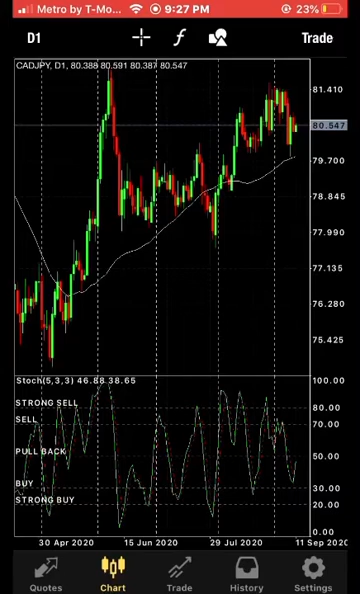 Metro by T-Mo... 9:27 PM 23%
D1 f Trade
CADJPY, D1, 80.388 80.591 80.387 80.547
81.410
80.547
79.700
78.845
77.990
77.135
76.280
75.425
Stoch(5,3,3) 46.88 38.65
100.00
STRONG SELL
80.00
SELL
70.00
PULL BACK
50.00
BUY
30.00
STRONG BUY
20.00
0.00
30 Apr 2020 15 Jun 2020 29 Jul 2020 11 Sep 2020
Quotes Chart Trade History Settings